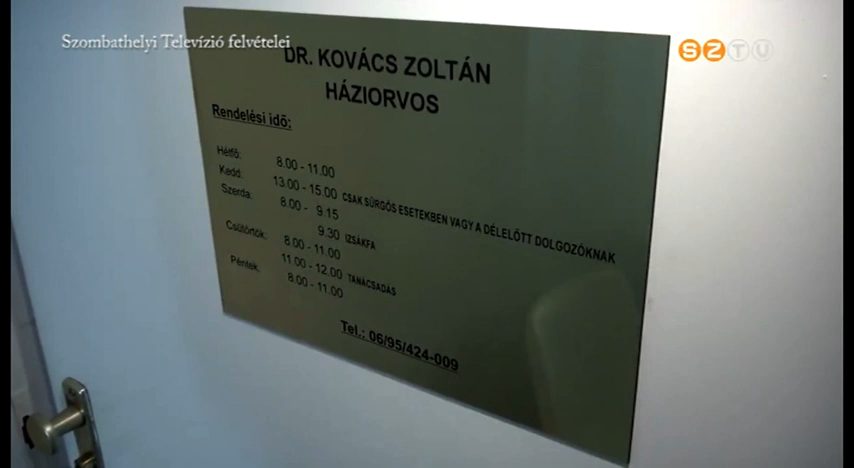 Szombathelyi Televízió felvételei
SZTV
DR. KOVÁCS ZOLTÁN
HÁZIORVOS
Rendelési idő:
Hétfő: 8.00 - 11.00
Kedd: 13.00 - 15.00 CSAK SÜRGŐS ESETEKBEN VAGY A DÉLELŐTT DOLGOZÓKNAK
Szerda: 8.00 - 9.15
9.30 IZSÁKFA
Csütörtök: 8.00 - 11.00
11.00 - 12.00 TANÁCSADÁS
Péntek: 8.00 - 11.00
Tel.: 06/95/424-009